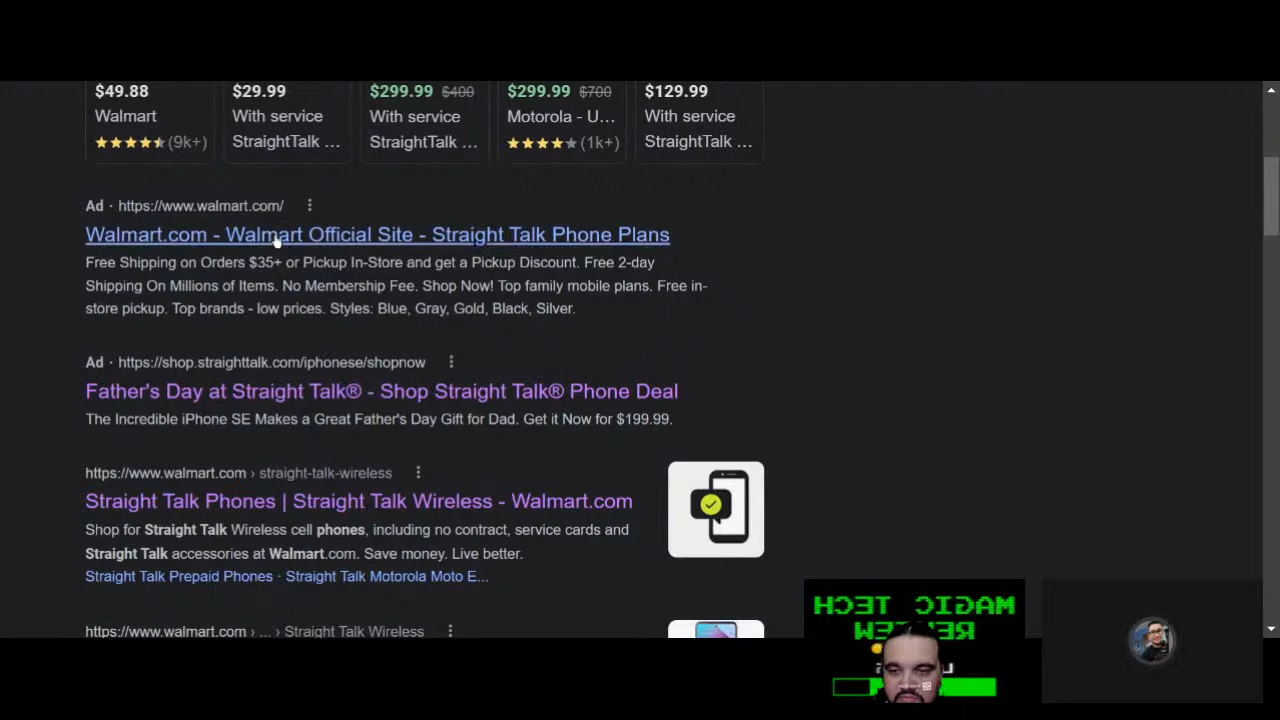 $49.88
$29.99
$299.99 $400
$299.99 $700
$129.99
Walmart
With service
With service
Motorola - U...
With service
(9k+)
StraightTalk ...
StraightTalk ...
(1k+)
StraightTalk ...
Ad · https://www.walmart.com/
Walmart.com - Walmart Official Site - Straight Talk Phone Plans
Free Shipping on Orders $35+ or Pickup In-Store and get a Pickup Discount. Free 2-day
Shipping On Millions of Items. No Membership Fee. Shop Now! Top family mobile plans. Free in-
store pickup. Top brands - low prices. Styles: Blue, Gray, Gold, Black, Silver.
Ad · https://shop.straighttalk.com/iphonese/shopnow
Father's Day at Straight Talk® - Shop Straight Talk® Phone Deal
The Incredible iPhone SE Makes a Great Father's Day Gift for Dad. Get it Now for $199.99.
https://www.walmart.com › straight-talk-wireless
Straight Talk Phones | Straight Talk Wireless - Walmart.com
Shop for Straight Talk Wireless cell phones, including no contract, service cards and
Straight Talk accessories at Walmart.com. Save money. Live better.
Straight Talk Prepaid Phones · Straight Talk Motorola Moto E...
https://www.walmart.com › ... › Straight Talk Wireless
MAGIC TECH